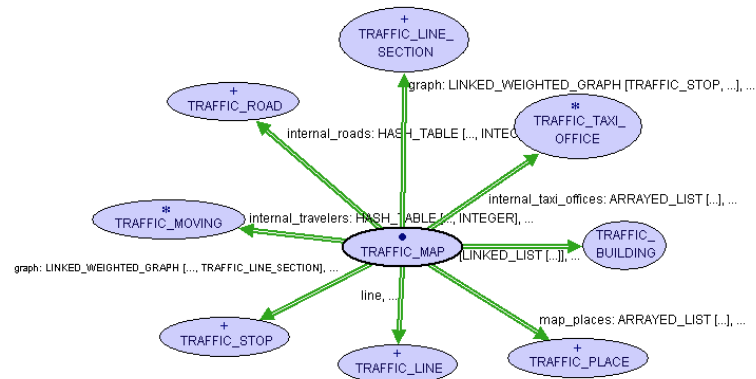 +
TRAFFIC_LINE_
SECTION
graph: LINKED_WEIGHTED_GRAPH [TRAFFIC_STOP, ...], ...
+
TRAFFIC_ROAD
*
TRAFFIC_TAXI_
OFFICE
internal_roads: HASH_TABLE [..., INTEG
internal_taxi_offices: ARRAYED_LIST [...], ...
*
TRAFFIC_MOVING
internal_travelers: HASH_TABLE [..., INTEGER], ...
TRAFFIC_MAP
[LINKED_LIST [...]], ...
TRAFFIC_
BUILDING
graph: LINKED_WEIGHTED_GRAPH [..., TRAFFIC_LINE_SECTION], ...
line, ...
map_places: ARRAYED_LIST [...], ...
+
TRAFFIC_STOP
+
TRAFFIC_LINE
+
TRAFFIC_PLACE